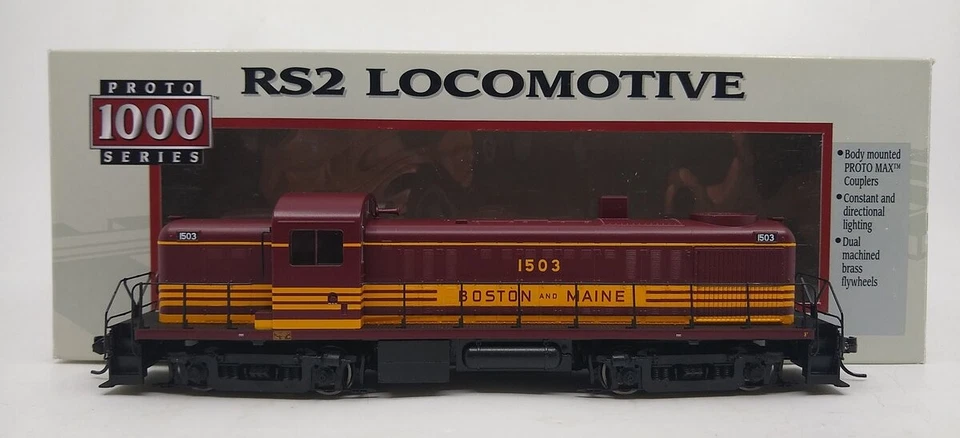 RS2 LOCOMOTIVE
PROTO
1000™
SERIES
• Body mounted
PROTO MAX™
Couplers
• Constant and
directional
lighting
• Dual
machined
brass
flywheels
1503
1503
1503
BOSTON AND MAINE